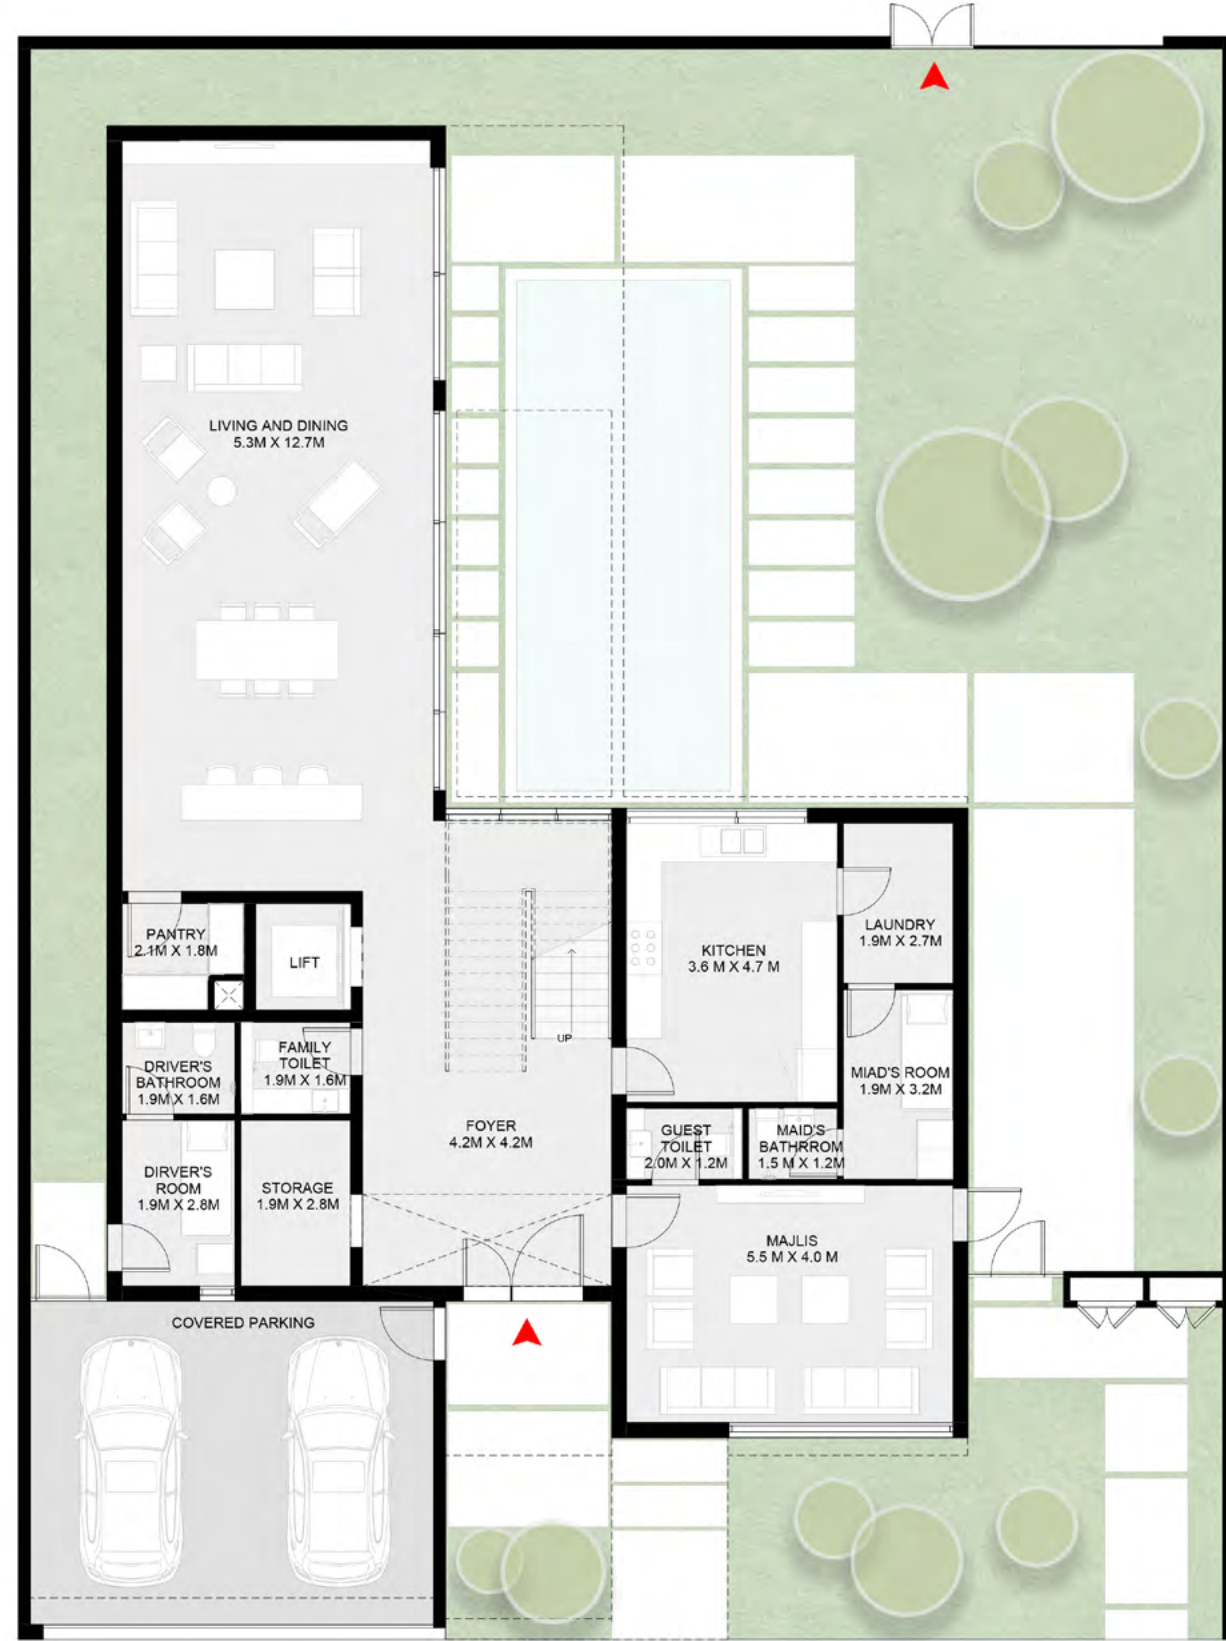 LIVING AND DINING
5.3M X 12.7M
PANTRY
2.1M X 1.8M
LIFT
KITCHEN
3.6 M X 4.7 M
LAUNDRY
1.9M X 2.7M
UP
DRIVER'S
BATHROOM
1.9M X 1.6M
FAMILY
TOILET
1.9M X 1.6M
MIAD'S ROOM
1.9M X 3.2M
FOYER
4.2M X 4.2M
GUEST
TOILET
2.0M X 1.2M
MAID'S
BATHRROM
1.5 M X 1.2M
DIRVER'S
ROOM
1.9M X 2.8M
STORAGE
1.9M X 2.8M
MAJLIS
5.5 M X 4.0 M
COVERED PARKING